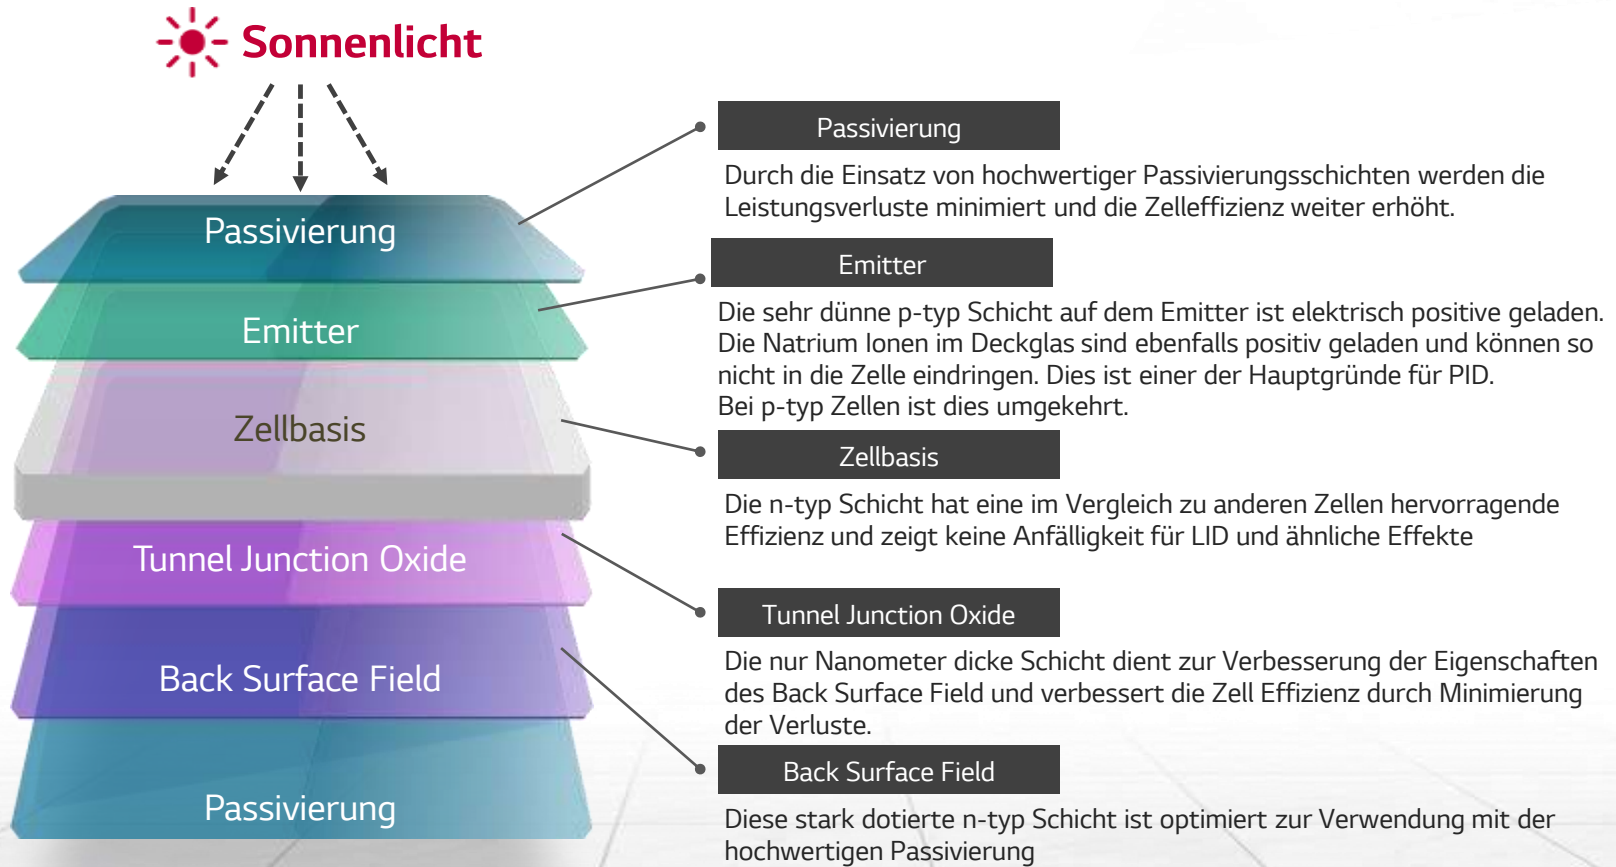 Sonnenlicht
Passivierung
Emitter
Zellbasis
Tunnel Junction Oxide
Back Surface Field
Passivierung
Passivierung
Durch die Einsatz von hochwertiger Passivierungsschichten werden die
Leistungsverluste minimiert und die Zelleffizienz weiter erhöht.
Emitter
Die sehr dünne p-typ Schicht auf dem Emitter ist elektrisch positive geladen.
Die Natrium Ionen im Deckglas sind ebenfalls positiv geladen und können so
nicht in die Zelle eindringen. Dies ist einer der Hauptgründe für PID.
Bei p-typ Zellen ist dies umgekehrt.
Zellbasis
Die n-typ Schicht hat eine im Vergleich zu anderen Zellen hervorragende
Effizienz und zeigt keine Anfälligkeit für LID und ähnliche Effekte
Tunnel Junction Oxide
Die nur Nanometer dicke Schicht dient zur Verbesserung der Eigenschaften
des Back Surface Field und verbessert die Zell Effizienz durch Minimierung
der Verluste.
Back Surface Field
Diese stark dotierte n-typ Schicht ist optimiert zur Verwendung mit der
hochwertigen Passivierung